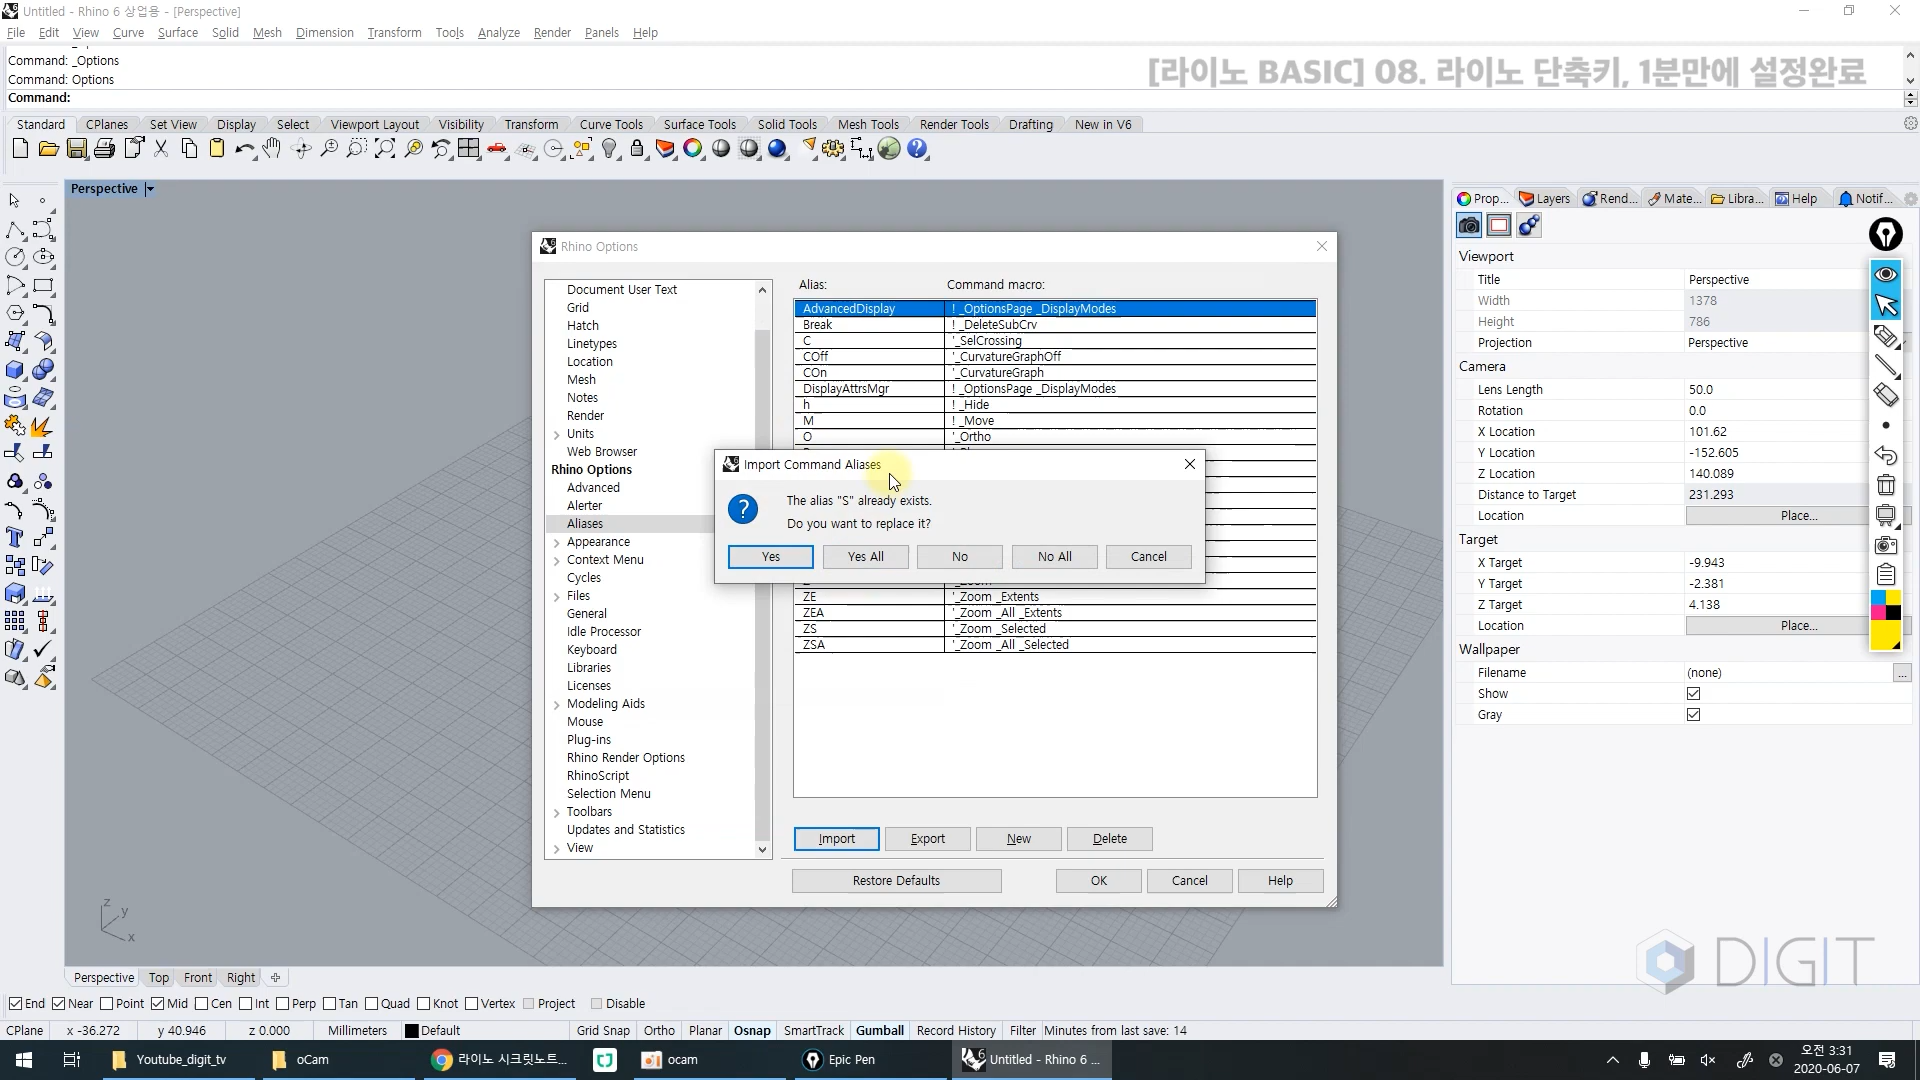 Untitled - Rhino 6 상업용 - [Perspective]
File Edit View Curve Surface Solid Mesh Dimension Transform Tools Analyze Render Panels Help
Command: _Options
Command: Options
Command:
[라이노 BASIC] 08. 라이노 단축키, 1분만에 설정완료
Standard CPlanes Set View Display Select Viewport Layout Visibility Transform Curve Tools Surface Tools Solid Tools Mesh Tools Render Tools Drafting New in V6
Perspective
Rhino Options
Document User Text
Grid
Hatch
Linetypes
Location
Mesh
Notes
Render
Units
Web Browser
Rhino Options
Advanced
Alerter
Aliases
Appearance
Context Menu
Cycles
Files
General
Idle Processor
Keyboard
Libraries
Licenses
Modeling Aids
Mouse
Plug-ins
Rhino Render Options
RhinoScript
Selection Menu
Toolbars
Updates and Statistics
View
Alias: Command macro:
AdvancedDisplay ! _OptionsPage _DisplayModes
Break ! _DeleteSubCrv
C '_SelCrossing
COff '_CurvatureGraphOff
COn '_CurvatureGraph
DisplayAttrsMgr ! _OptionsPage _DisplayModes
h ! _Hide
M ! _Move
O '_Ortho
Import Command Aliases
The alias "S" already exists.
Do you want to replace it?
Yes Yes All No No All Cancel
ZE '_Zoom _Extents
ZEA '_Zoom _All _Extents
ZS '_Zoom _Selected
ZSA '_Zoom _All _Selected
Import Export New Delete
Restore Defaults OK Cancel Help
Prop... Layers Rend... Mate... Libra... Help Notif...
Viewport
Title Perspective
Width 1378
Height 786
Projection Perspective
Camera
Lens Length 50.0
Rotation 0.0
X Location 101.62
Y Location -152.605
Z Location 140.089
Distance to Target 231.293
Location Place...
Target
X Target -9.943
Y Target -2.381
Z Target 4.138
Location Place...
Wallpaper
Filename (none) ...
Show
Gray
DIGIT
z
y
x
Perspective Top Front Right
End Near Point Mid Cen Int Perp Tan Quad Knot Vertex Project Disable
CPlane x -36.272 y 40.946 z 0.000 Millimeters Default Grid Snap Ortho Planar Osnap SmartTrack Gumball Record History Filter Minutes from last save: 14
Youtube_digit_tv oCam 라이노 시크릿노트... ocam Epic Pen Untitled - Rhino 6 ...
오전 3:31
2020-06-07